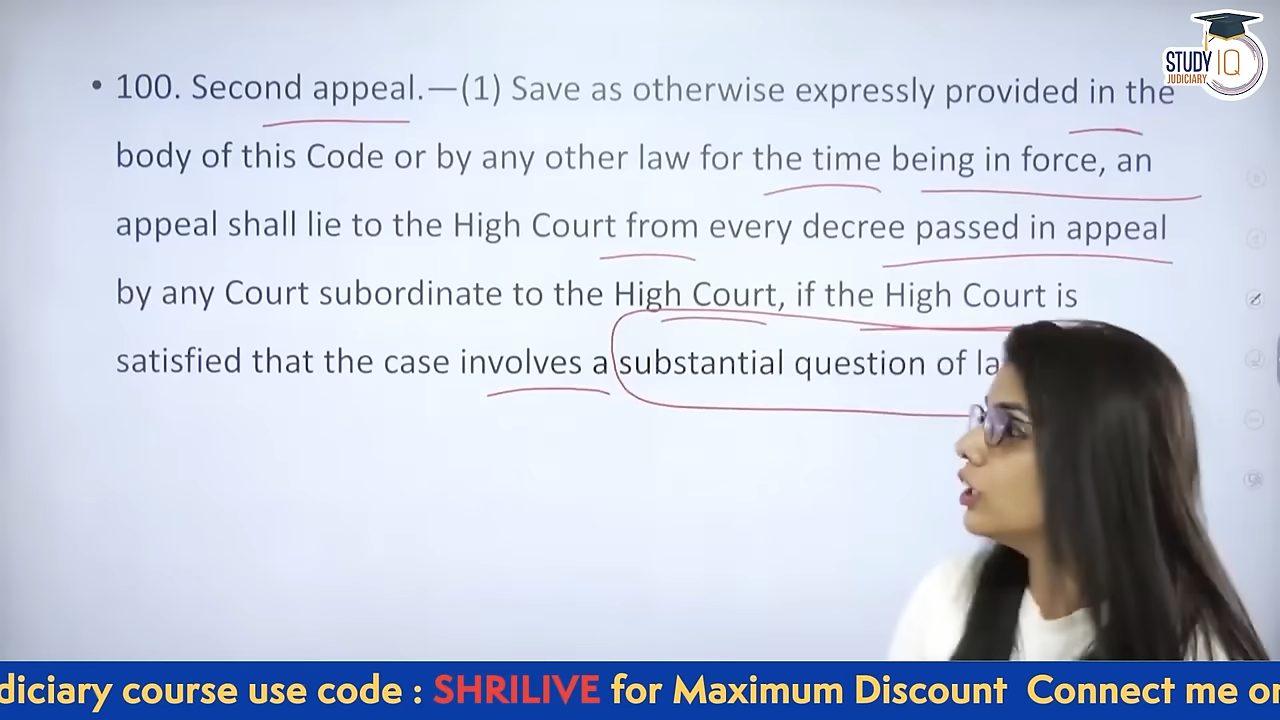 STUDY IQ
JUDICIARY
• 100. Second appeal.—(1) Save as otherwise expressly provided in the
body of this Code or by any other law for the time being in force, an
appeal shall lie to the High Court from every decree passed in appeal
by any Court subordinate to the High Court, if the High Court is
satisfied that the case involves a substantial question of la
diciary course use code : SHRILIVE for Maximum Discount Connect me or